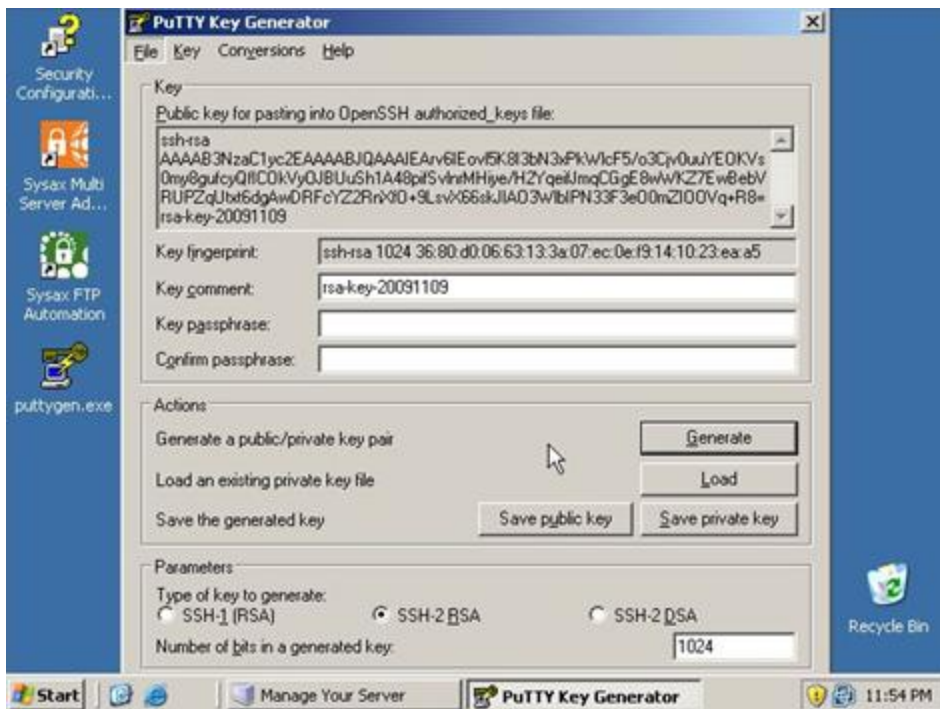 PuTTY Key Generator
File Key Conversions Help
Security
Configurati...
Sysax Multi
Server Ad...
Sysax FTP
Automation
puttygen.exe
Key
Public key for pasting into OpenSSH authorized_keys file:
ssh-rsa
rsa-key-20091109
Key fingerprint: ssh-rsa 1024 36:80:d0:06:63:13:3a:07:ec:0e:f9:14:10:23:ea:a5
Key comment: rsa-key-20091109
Key passphrase:
Confirm passphrase:
Actions
Generate a public/private key pair Generate
Load an existing private key file Load
Save the generated key Save public key Save private key
Parameters
Type of key to generate:
SSH-1 (RSA) SSH-2 RSA SSH-2 DSA
Number of bits in a generated key: 1024
Recycle Bin
Start Manage Your Server PuTTY Key Generator 11:54 PM